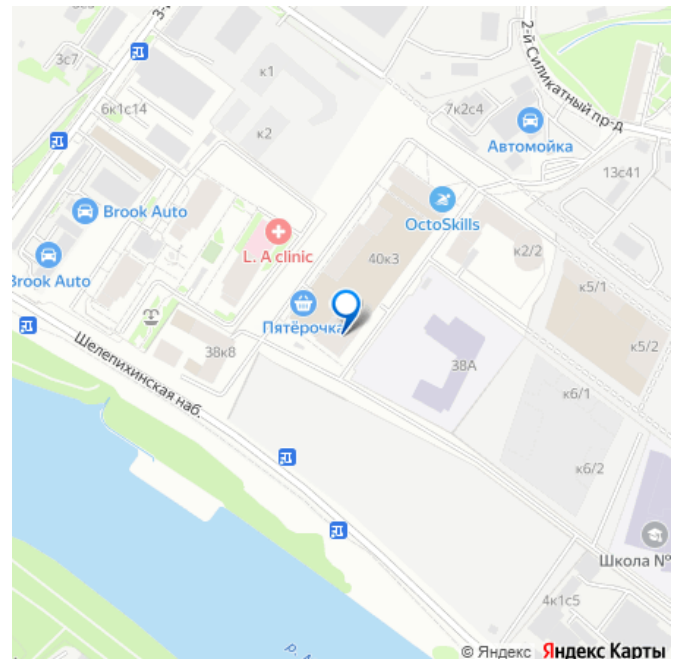 3с7
6к1с14
к1
к2
2-й Силикатный пр-д
7к2с4
Автомойка
13с41
Brook Auto
L. A clinic
OctoSkills
40к3
к2/2
Brook Auto
к5/1
Пятёрочка
38к8
Шелепихинская наб.
38А
к5/2
к6/1
к6/2
Школа №
4к1с5
© Яндекс Яндекс Карты